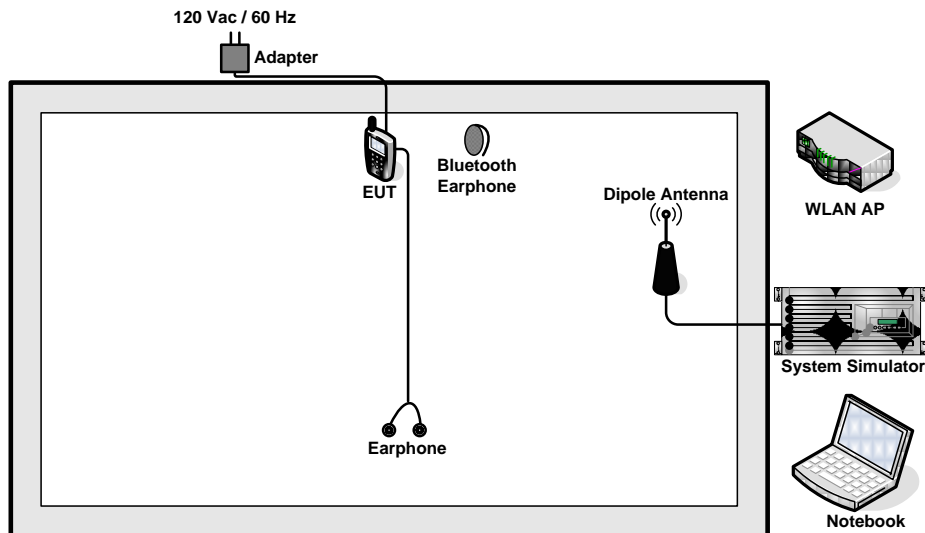 120 Vac / 60 Hz
Adapter
EUT
Bluetooth
Earphone
Dipole Antenna
WLAN AP
System Simulator
Earphone
Notebook